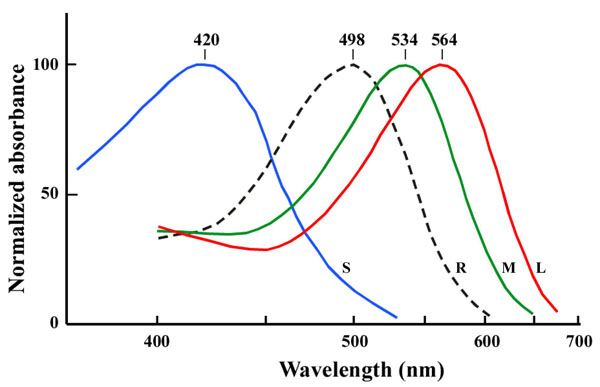 420 498 534 564
100
50
0
Normalized absorbance
S R M L
400 500 600 700
Wavelength (nm)